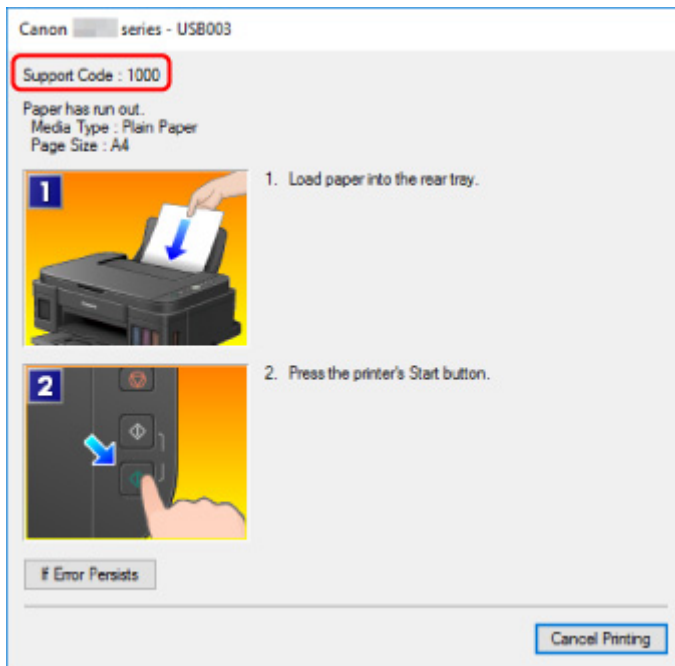 Canon series - USB003
Support Code : 1000
Paper has run out.
Media Type : Plain Paper
Page Size : A4
1
1. Load paper into the rear tray.
2
2. Press the printer's Start button.
If Error Persists
Cancel Printing